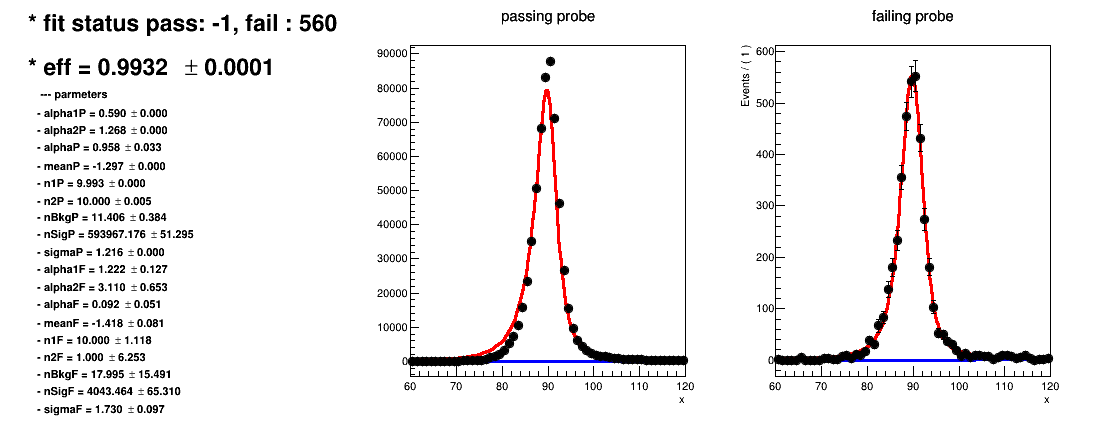 * fit status pass: -1, fail : 560
* eff = 0.9932 ± 0.0001
--- parmeters
- alpha1P = 0.590 ± 0.000
- alpha2P = 1.268 ± 0.000
- alphaP = 0.958 ± 0.033
- meanP = -1.297 ± 0.000
- n1P = 9.993 ± 0.000
- n2P = 10.000 ± 0.005
- nBkgP = 11.406 ± 0.384
- nSigP = 593967.176 ± 51.295
- sigmaP = 1.216 ± 0.000
- alpha1F = 1.222 ± 0.127
- alpha2F = 3.110 ± 0.653
- alphaF = 0.092 ± 0.051
- meanF = -1.418 ± 0.081
- n1F = 10.000 ± 1.118
- n2F = 1.000 ± 6.253
- nBkgF = 17.995 ± 15.491
- nSigF = 4043.464 ± 65.310
- sigmaF = 1.730 ± 0.097
passing probe
90000
80000
70000
60000
50000
40000
30000
20000
10000
0
60 70 80 90 100 110 120
x
failing probe
Events / ( 1 )
600
500
400
300
200
100
0
60 70 80 90 100 110 120
x